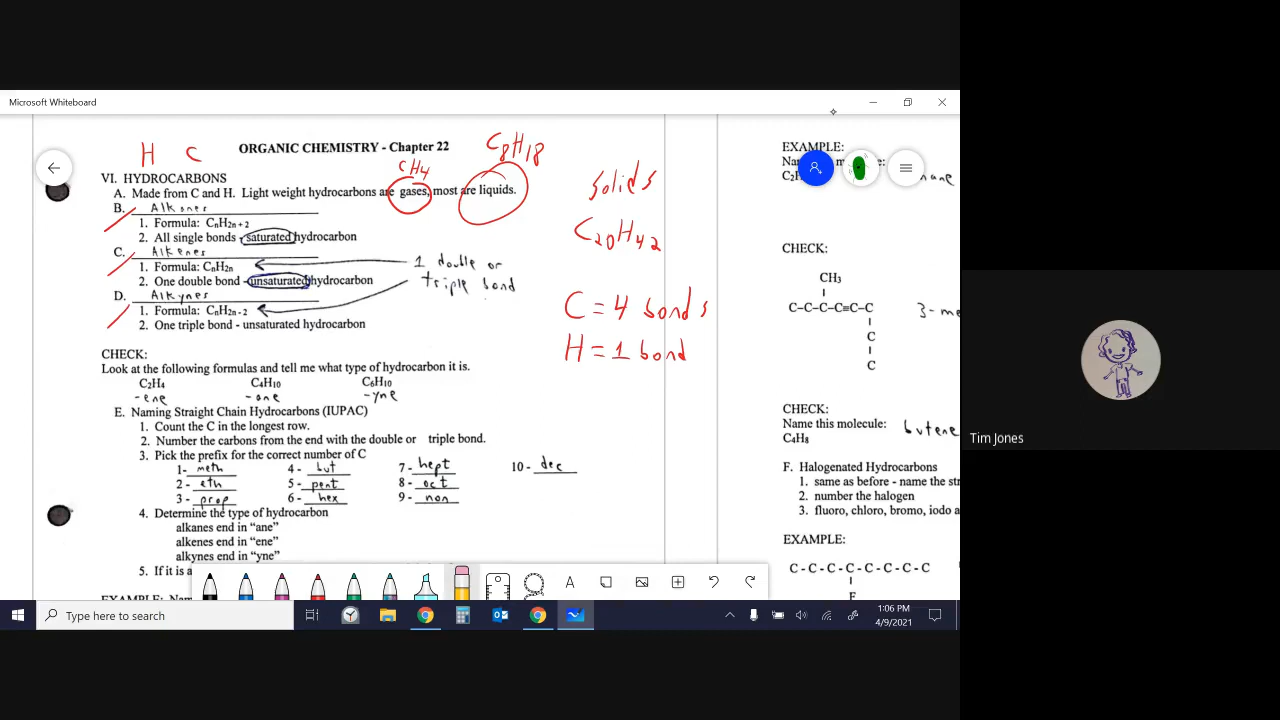 Microsoft Whiteboard
H C
ORGANIC CHEMISTRY - Chapter 22
CH4
C8H18
VI. HYDROCARBONS
A. Made from C and H. Light weight hydrocarbons are gases, most are liquids.
solids
C20H42
B. Alkanes
1. Formula: CnH2n+2
2. All single bonds - saturated hydrocarbon
C. Alkenes
1. Formula: CnH2n
2. One double bond - unsaturated hydrocarbon
1 double or
triple bond
D. Alkynes
1. Formula: CnH2n-2
2. One triple bond - unsaturated hydrocarbon
C = 4 bonds
H = 1 bond
CHECK:
Look at the following formulas and tell me what type of hydrocarbon it is.
C2H4 C4H10 C6H10
-ene -ane -yne
E. Naming Straight Chain Hydrocarbons (IUPAC)
1. Count the C in the longest row.
2. Number the carbons from the end with the double or triple bond.
3. Pick the prefix for the correct number of C
1- meth 4 - but 7 - hept 10 - dec
2 - eth 5 - pent 8 - oct
3 - prop 6 - hex 9 - non
4. Determine the type of hydrocarbon
alkanes end in “ane”
alkenes end in “ene”
alkynes end in “yne”
5. If it is a
EXAMPLE:
EXAMPLE:
CHECK:
CH3
C–C–C–C≡C–C
C
C
3-me
CHECK:
Name this molecule:
C4H8
butene
F. Halogenated Hydrocarbons
1. same as before - name the str
2. number the halogen
3. fluoro, chloro, bromo, iodo a
EXAMPLE:
C - C - C - C - C - C - C - C
F
Type here to search
1:06 PM
4/9/2021
Tim Jones